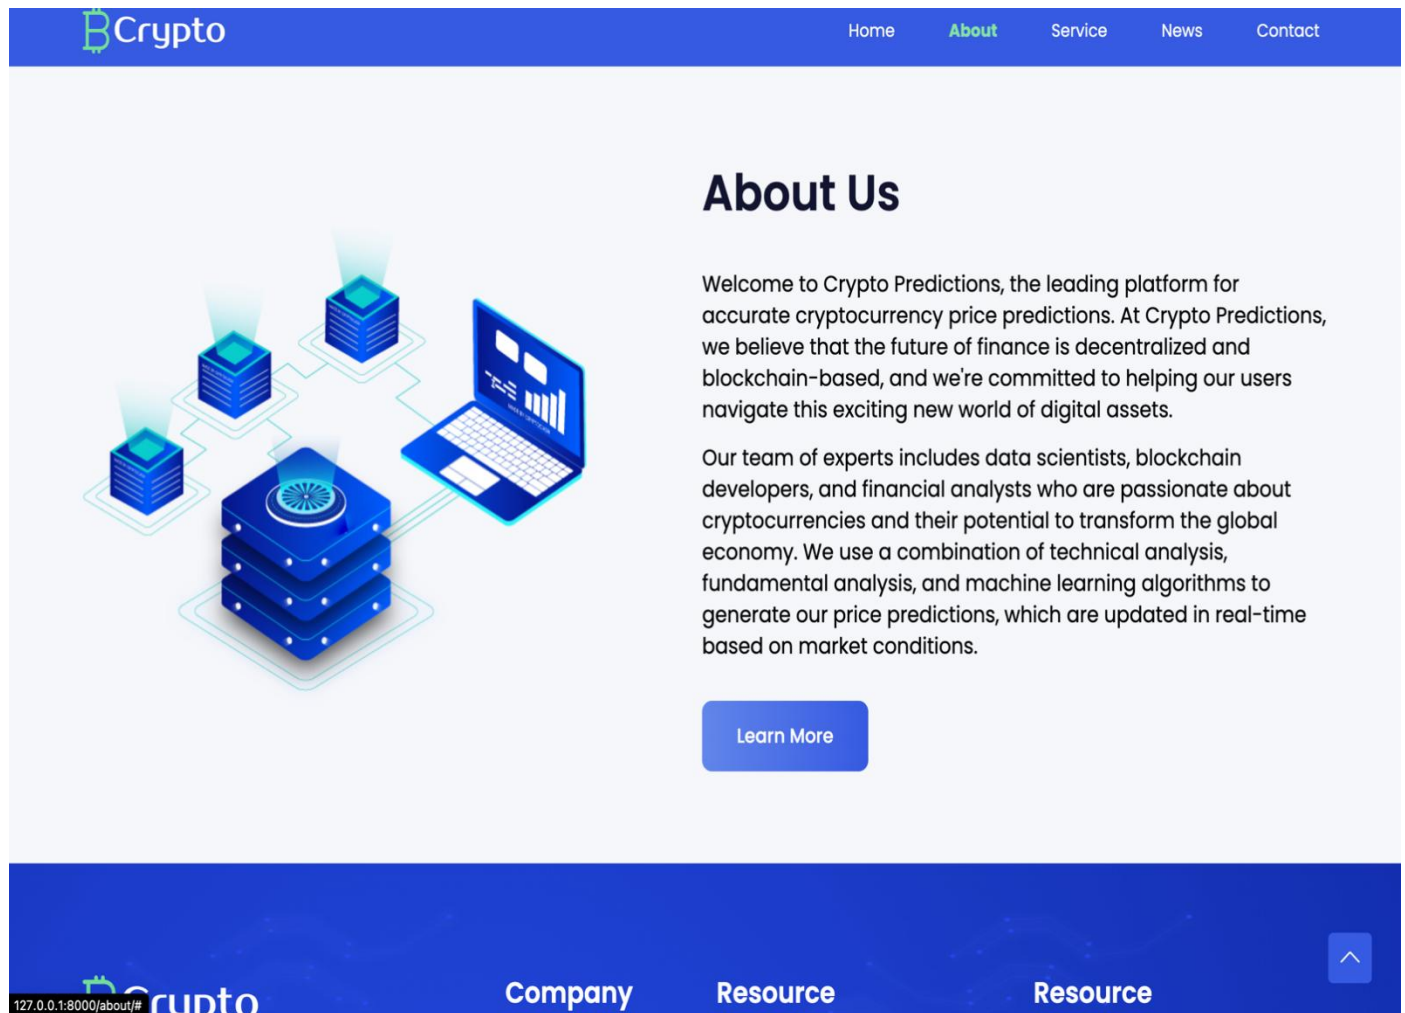 Crypto
Home About Service News Contact
About Us
Welcome to Crypto Predictions, the leading platform for
accurate cryptocurrency price predictions. At Crypto Predictions,
we believe that the future of finance is decentralized and
blockchain-based, and we're committed to helping our users
navigate this exciting new world of digital assets.
Our team of experts includes data scientists, blockchain
developers, and financial analysts who are passionate about
cryptocurrencies and their potential to transform the global
economy. We use a combination of technical analysis,
fundamental analysis, and machine learning algorithms to
generate our price predictions, which are updated in real-time
based on market conditions.
Learn More
Crypto
Company
Resource
Resource
127.0.0.1:8000/about/#